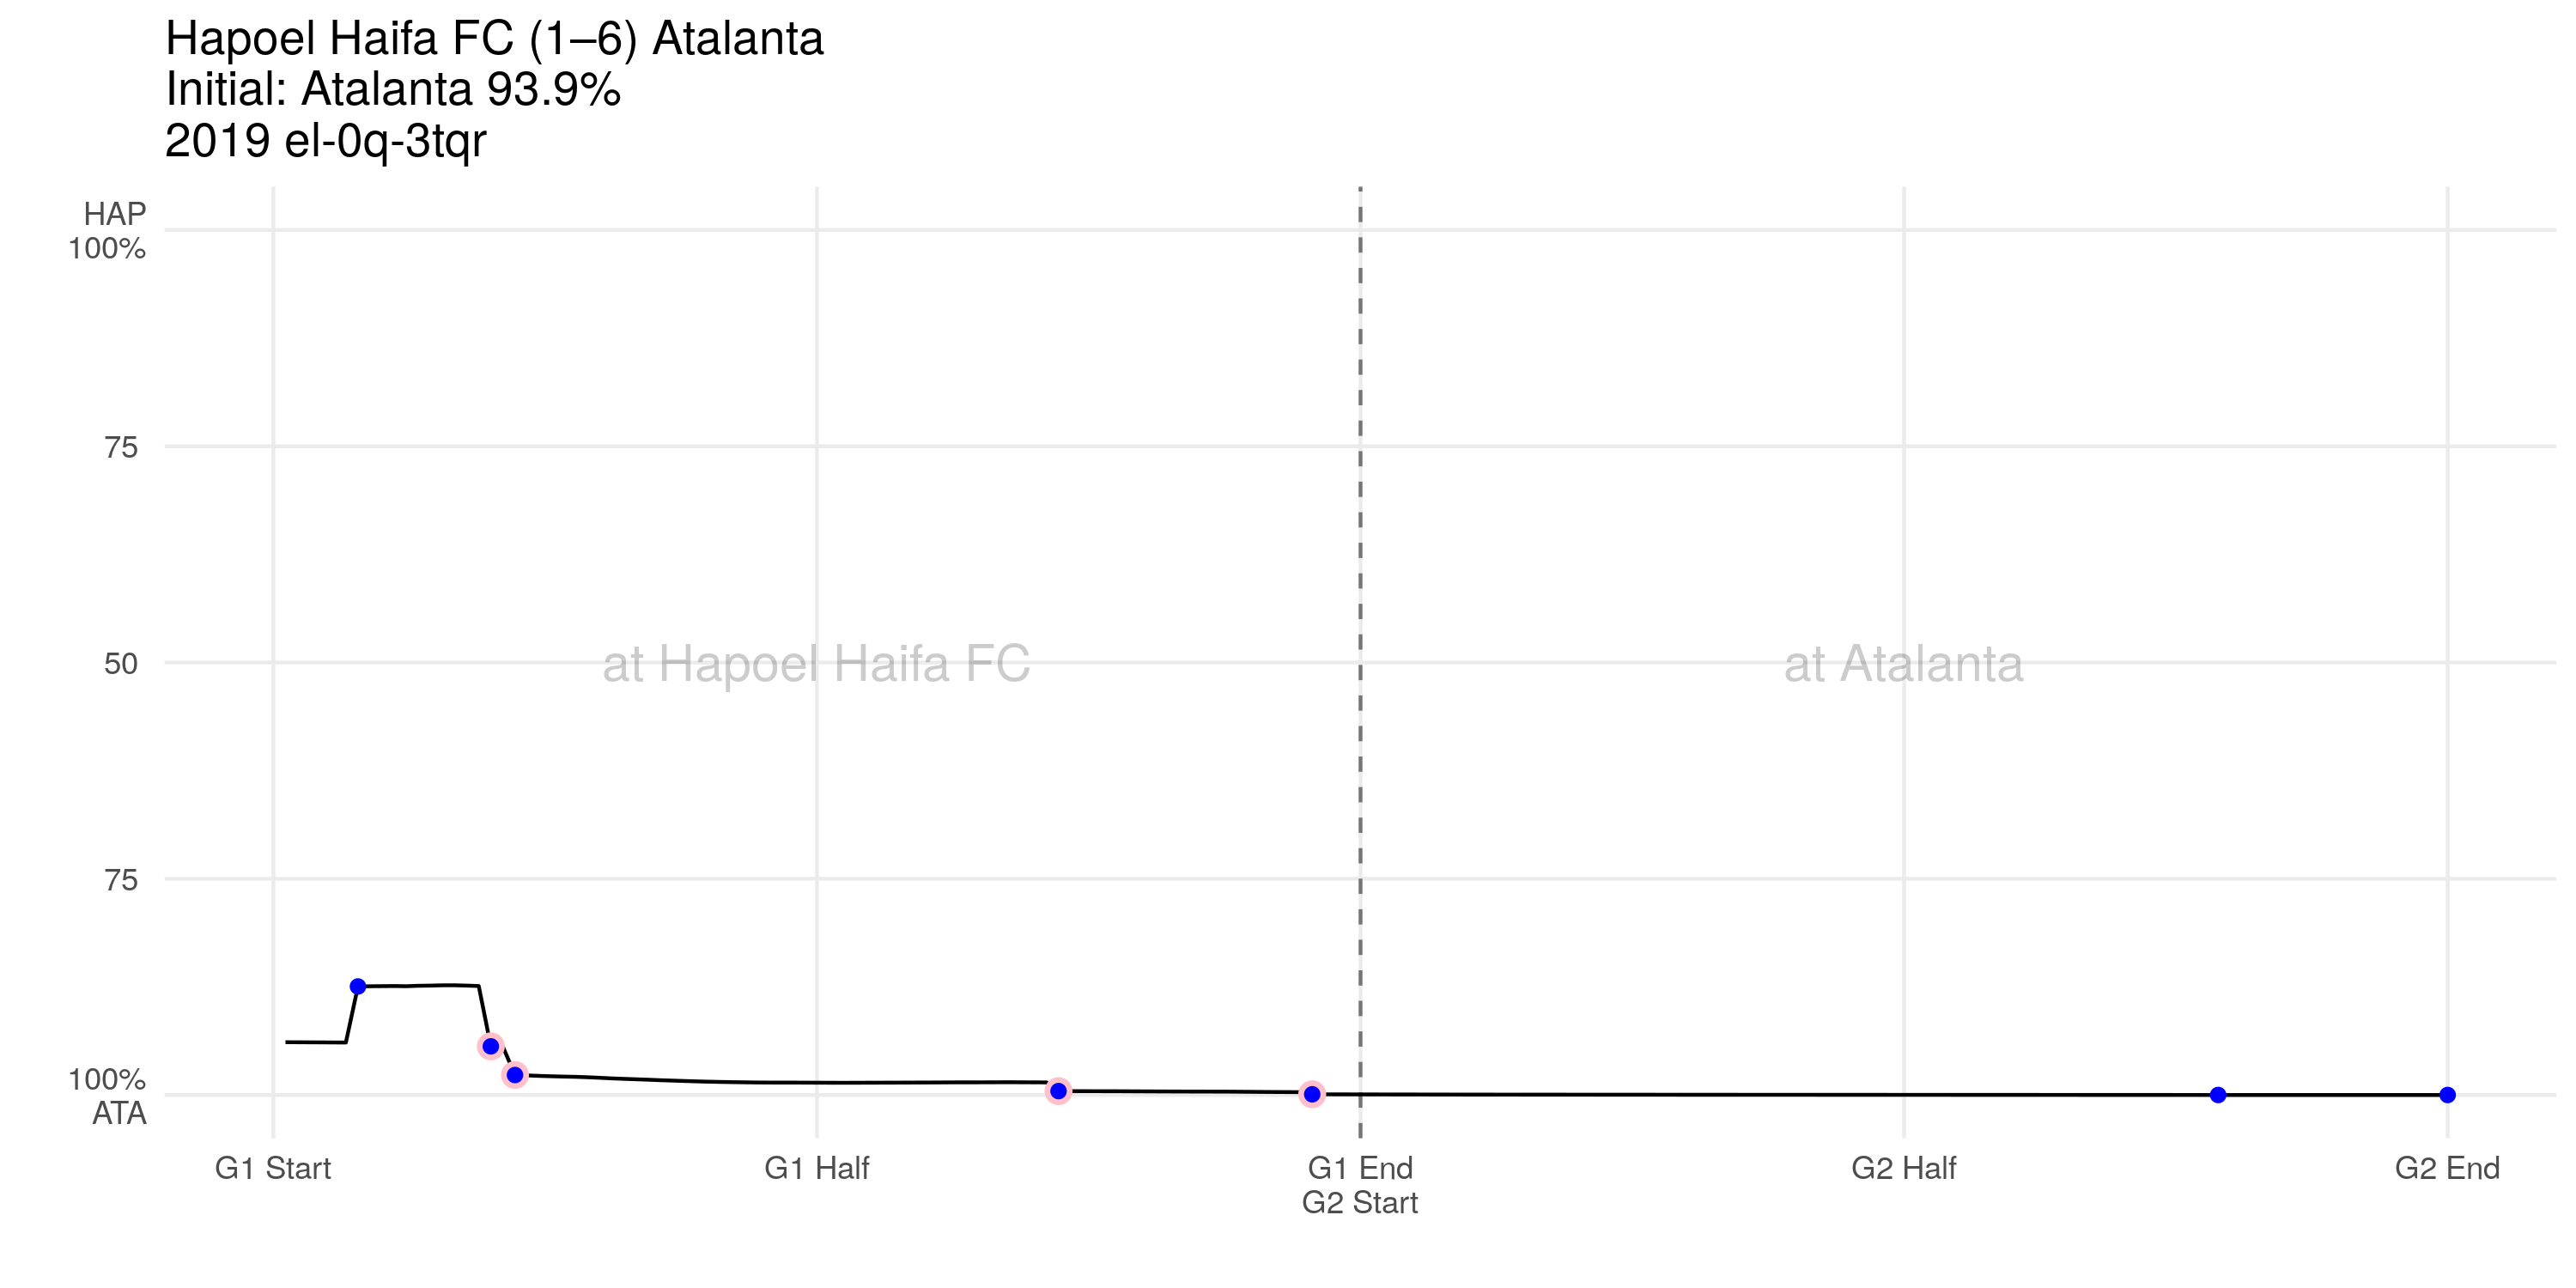 Hapoel Haifa FC (1–6) Atalanta
Initial: Atalanta 93.9%
2019 el-0q-3tqr
HAP
100%
75
50
75
100%
ATA
at Hapoel Haifa FC
at Atalanta
G1 Start
G1 Half
G1 End
G2 Start
G2 Half
G2 End